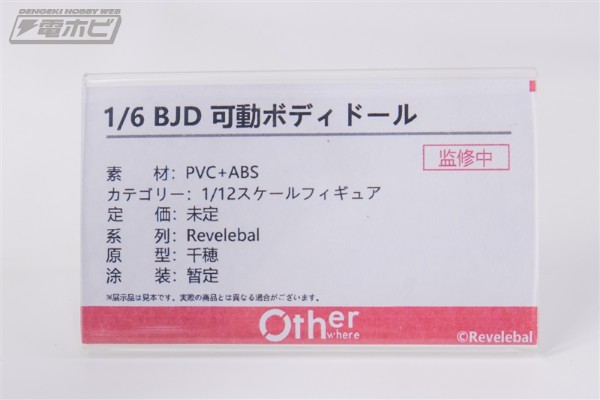 DENGEKI HOBBY WEB
電ホビ
1/6 BJD 可動ボディドール
監修中
素　材：PVC+ABS
カテゴリー：1/12スケールフィギュア
定　価：未定
系　列：Revelebal
原　型：千穂
涂　装：暂定
※展示品は見本です。実際の商品とは異なる場合がございます。
Other
where
©Revelebal